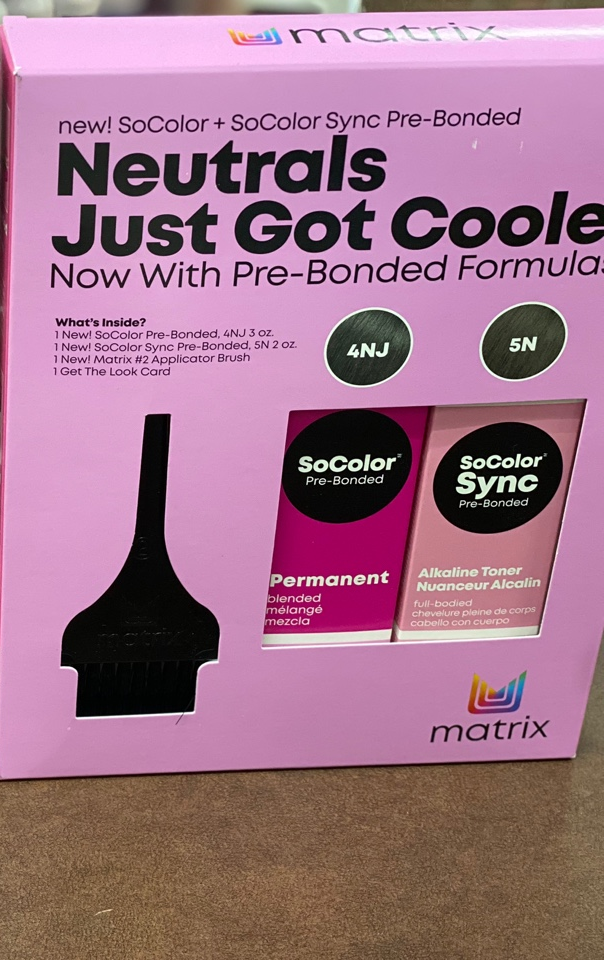 matrix
new! SoColor + SoColor Sync Pre-Bonded
Neutrals
Just Got Coole
Now With Pre-Bonded Formulas
What's Inside?
1 New! SoColor Pre-Bonded, 4NJ 3 oz.
1 New! SoColor Sync Pre-Bonded, 5N 2 oz.
1 New! Matrix #2 Applicator Brush
1 Get The Look Card
4NJ
5N
SoColor
Pre-Bonded
Permanent
blended
mélangé
mezcla
SoColor
Sync
Pre-Bonded
Alkaline Toner
Nuanceur Alcalin
full-bodied
chevelure pleine de corps
cabello con cuerpo
matrix
matrix